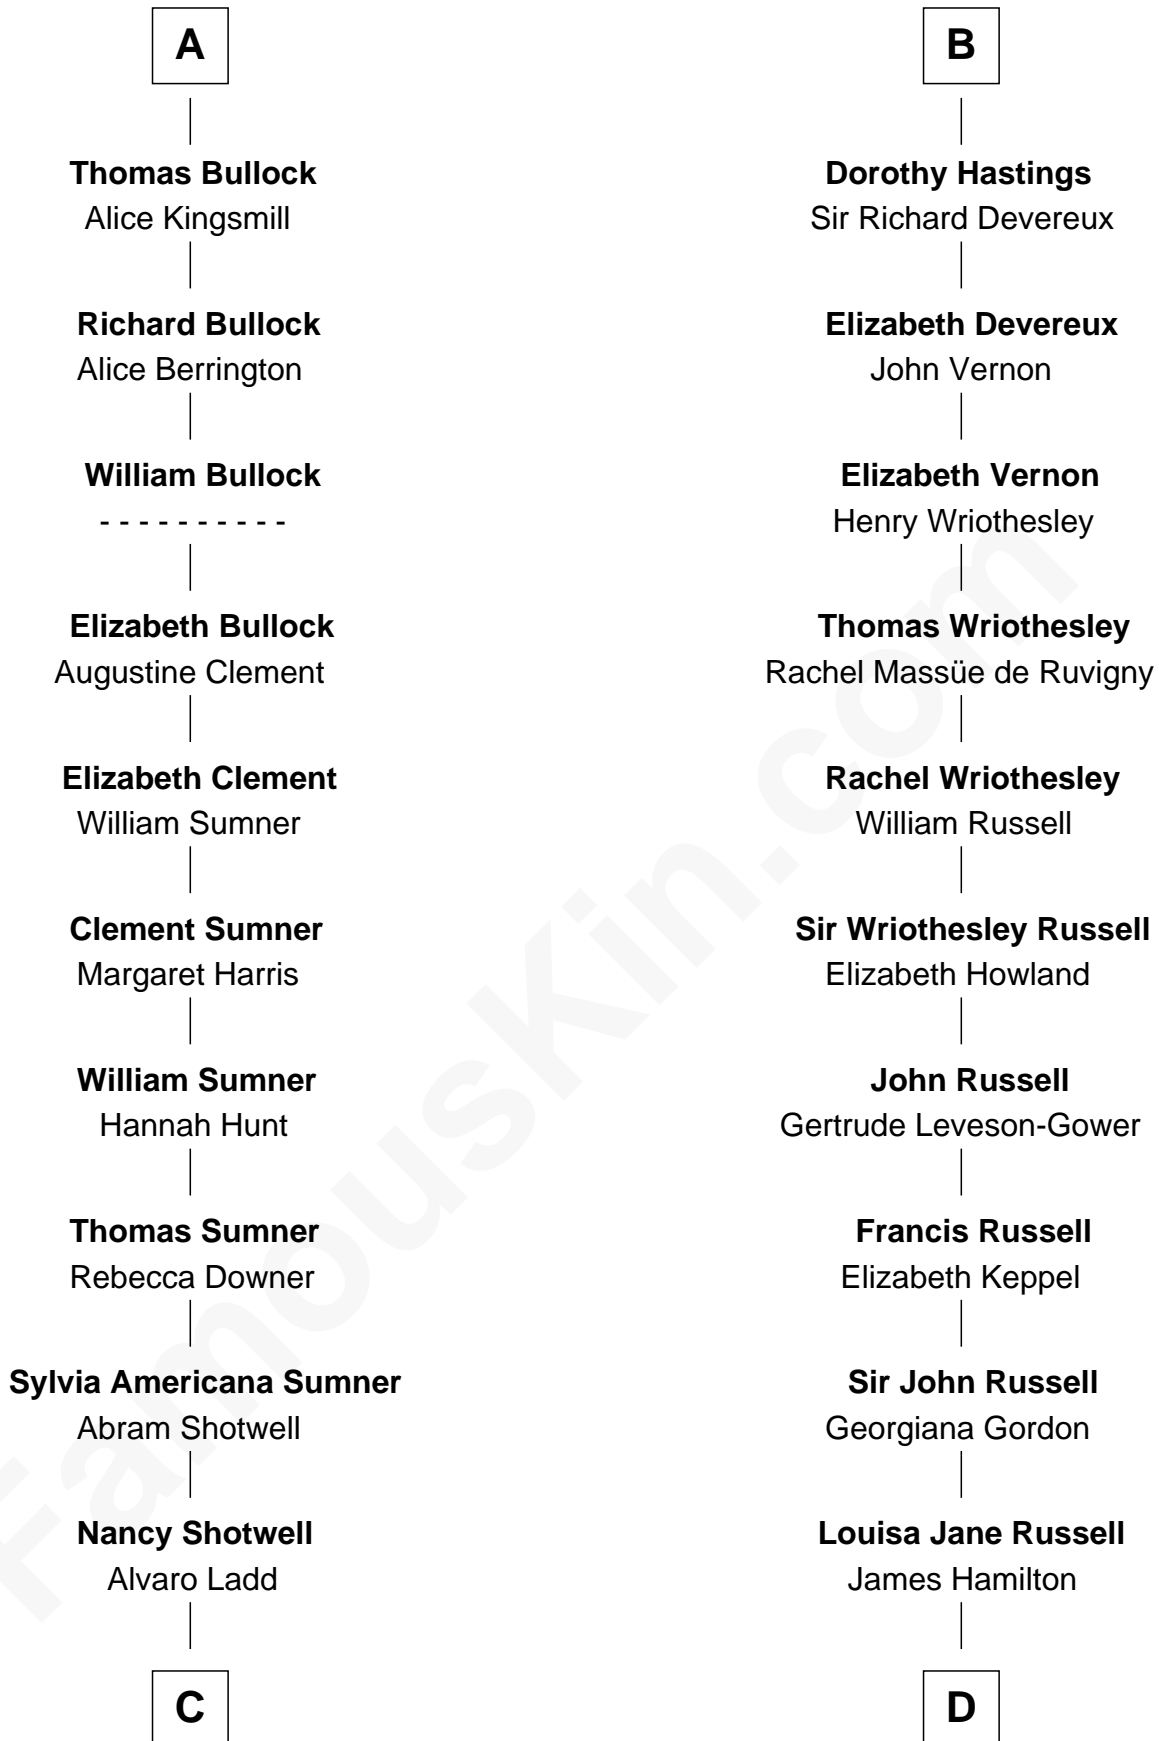 A
Thomas Bullock
Alice Kingsmill
Richard Bullock
Alice Berrington
William Bullock
- - - - - - - - - -
Elizabeth Bullock
Augustine Clement
Elizabeth Clement
William Sumner
Clement Sumner
Margaret Harris
William Sumner
Hannah Hunt
Thomas Sumner
Rebecca Downer
Sylvia Americana Sumner
Abram Shotwell
Nancy Shotwell
Alvaro Ladd
C
B
Dorothy Hastings
Sir Richard Devereux
Elizabeth Devereux
John Vernon
Elizabeth Vernon
Henry Wriothesley
Thomas Wriothesley
Rachel Massüe de Ruvigny
Rachel Wriothesley
William Russell
Sir Wriothesley Russell
Elizabeth Howland
John Russell
Gertrude Leveson-Gower
Francis Russell
Elizabeth Keppel
Sir John Russell
Georgiana Gordon
Louisa Jane Russell
James Hamilton
D
FamousKin.com